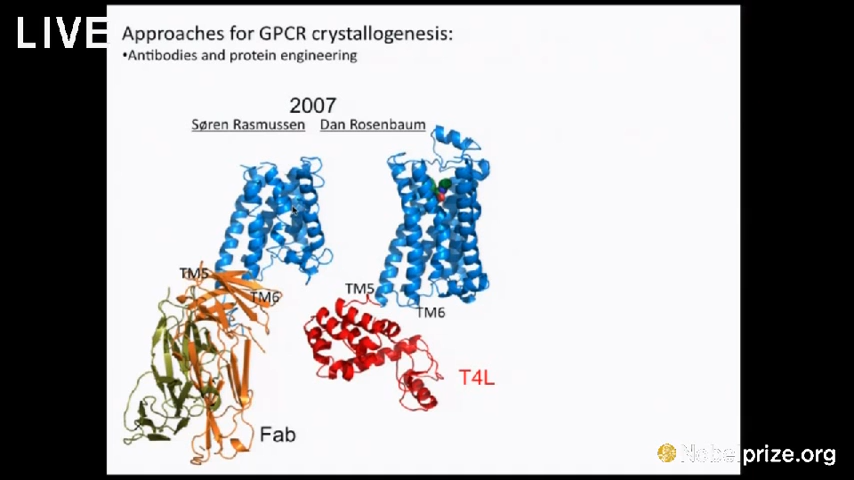 LIVE
Approaches for GPCR crystallogenesis:
•Antibodies and protein engineering
2007
Søren Rasmussen Dan Rosenbaum
TM5
TM6
TM5
TM6
T4L
Fab
Nobelprize.org